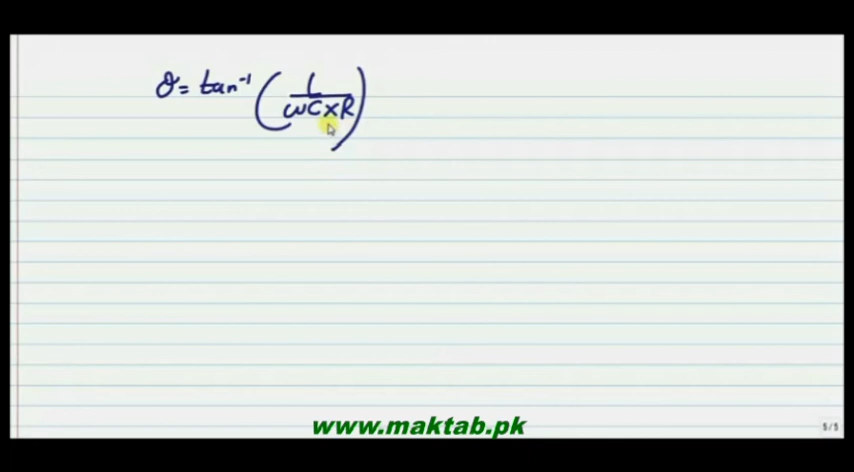 θ = tan⁻¹ (1 / ωC×R)
www.maktab.pk
5/5